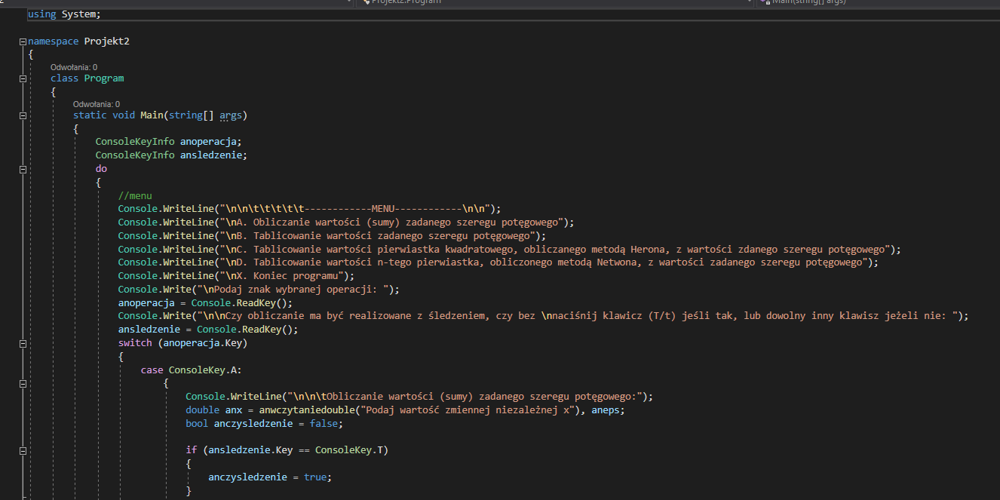 Projekt2.Program
Main(string[] args)
using System;
namespace Projekt2
{
Odwołania: 0
class Program
{
Odwołania: 0
static void Main(string[] args)
{
ConsoleKeyInfo anoperacja;
ConsoleKeyInfo ansledzenie;
do
{
//menu
Console.WriteLine("\n\n\t\t\t\t\t------------MENU------------\n\n");
Console.WriteLine("\nA. Obliczanie wartości (sumy) zadanego szeregu potęgowego");
Console.WriteLine("\nB. Tablicowanie wartości zadanego szeregu potęgowego");
Console.WriteLine("\nC. Tablicowanie wartości pierwiastka kwadratowego, obliczanego metodą Herona, z wartości zdanego szeregu potęgowego");
Console.WriteLine("\nD. Tablicowanie wartości n-tego pierwiastka, obliczonego metodą Netwona, z wartości zadanego szeregu potęgowego");
Console.WriteLine("\nX. Koniec programu");
Console.Write("\nPodaj znak wybranej operacji: ");
anoperacja = Console.ReadKey();
Console.Write("\n\nCzy obliczanie ma być realizowane z śledzeniem, czy bez \nnaciśnij klawicz (T/t) jeśli tak, lub dowolny inny klawisz jeżeli nie: ");
ansledzenie = Console.ReadKey();
switch (anoperacja.Key)
{
case ConsoleKey.A:
{
Console.WriteLine("\n\n\tObliczanie wartości (sumy) zadanego szeregu potęgowego:");
double anx = anwczytaniedouble("Podaj wartość zmiennej niezależnej x"), aneps;
bool anczysledzenie = false;
if (ansledzenie.Key == ConsoleKey.T)
{
anczysledzenie = true;
}